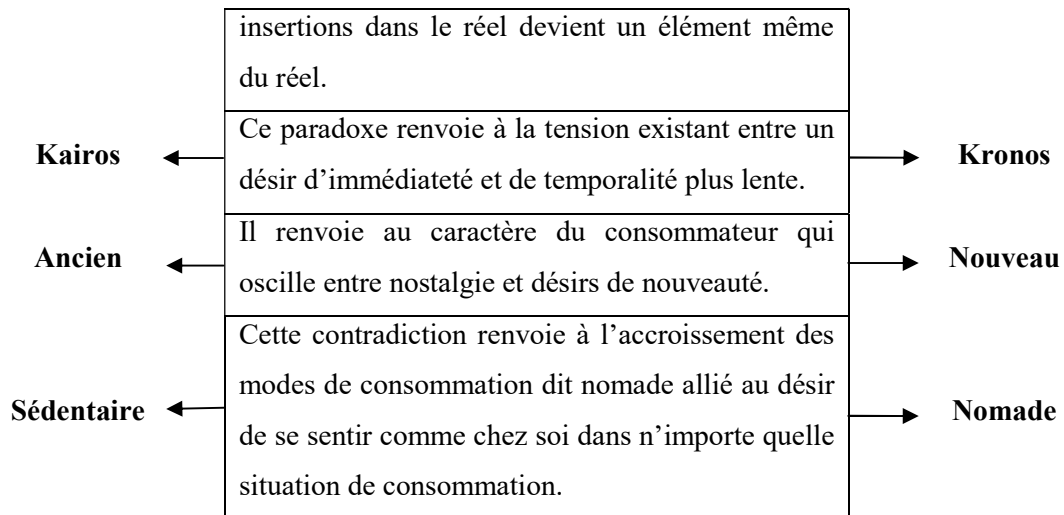 insertions dans le réel devient un élément même
du réel.
Kairos
Ce paradoxe renvoie à la tension existant entre un
désir d’immédiateté et de temporalité plus lente.
Kronos
Ancien
Il renvoie au caractère du consommateur qui
oscille entre nostalgie et désirs de nouveauté.
Nouveau
Sédentaire
Cette contradiction renvoie à l’accroissement des
modes de consommation dit nomade allié au désir
de se sentir comme chez soi dans n’importe quelle
situation de consommation.
Nomade